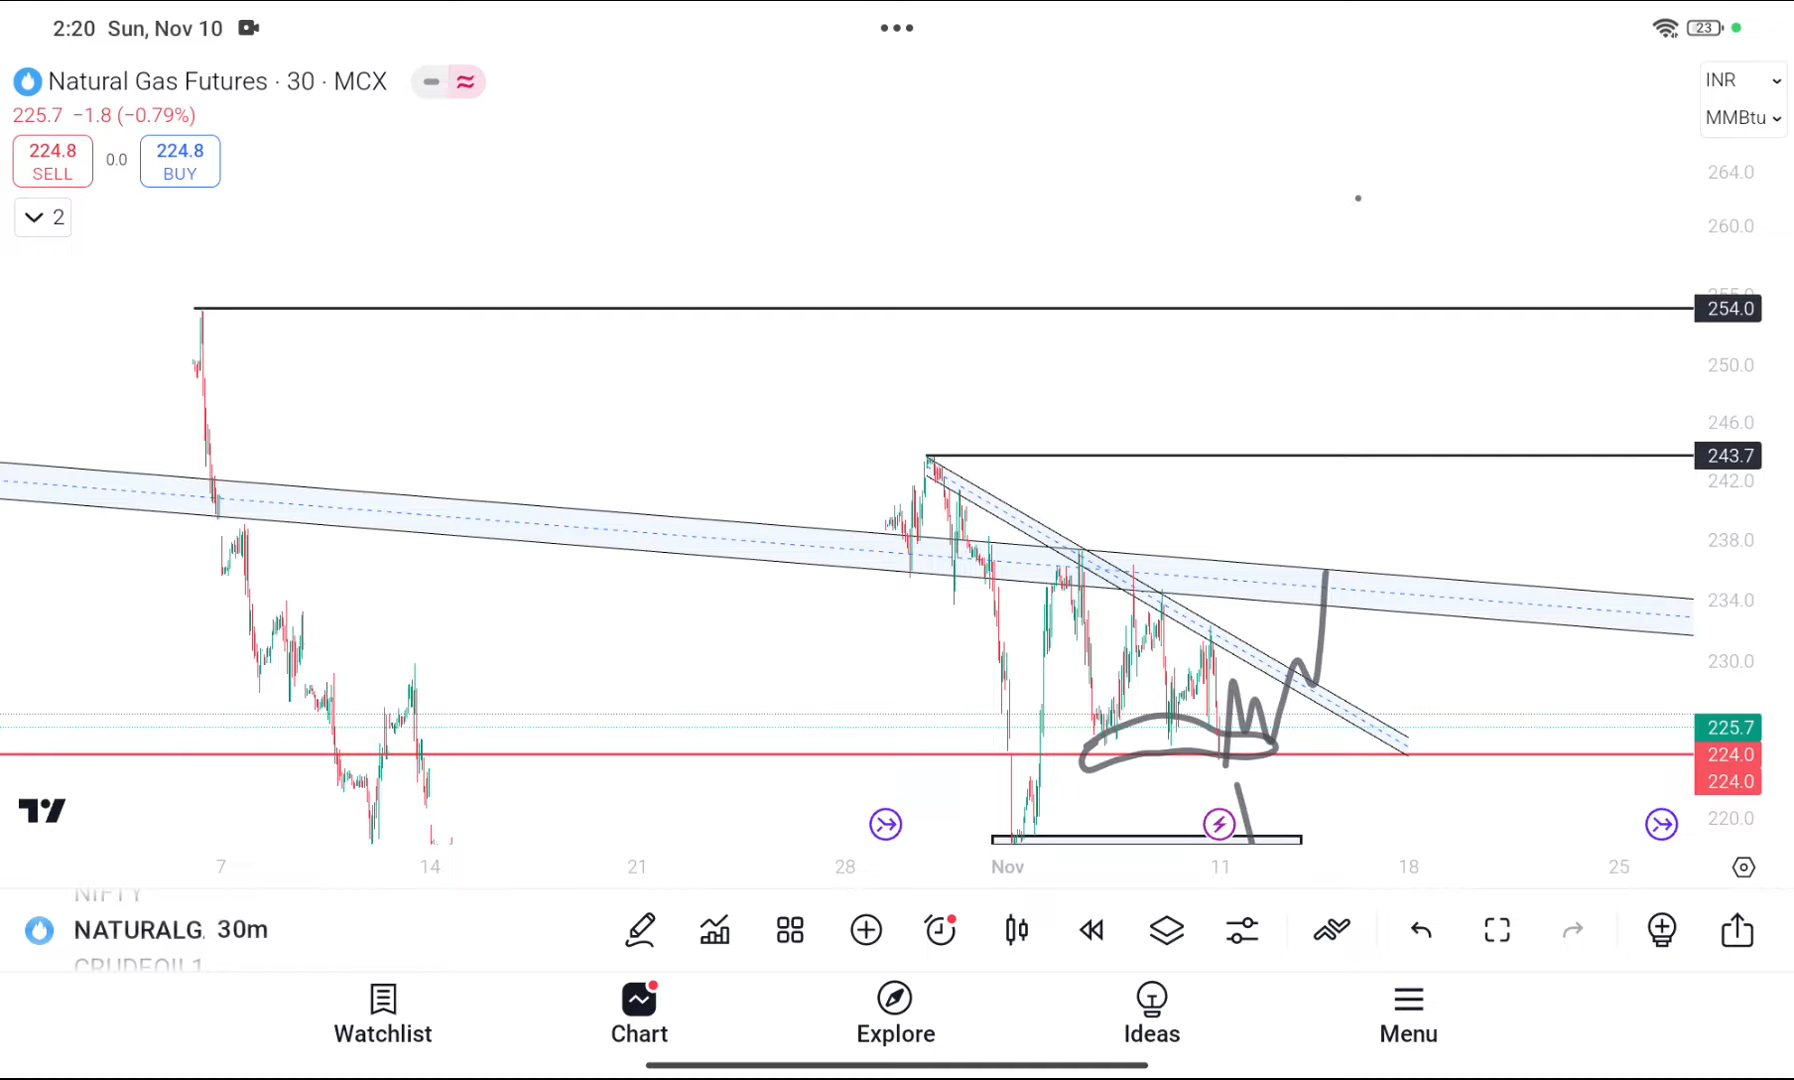 2:20 Sun, Nov 10
23
Natural Gas Futures · 30 · MCX
INR
225.7 −1.8 (−0.79%)
MMBtu
224.8
SELL
0.0
224.8
BUY
2
264.0
260.0
254.0
250.0
246.0
243.7
242.0
238.0
234.0
230.0
225.7
224.0
224.0
220.0
7 14 21 28 Nov 11 18 25
NIFTY
NATURALG. 30m
CRUDEOIL1.
Watchlist
Chart
Explore
Ideas
Menu